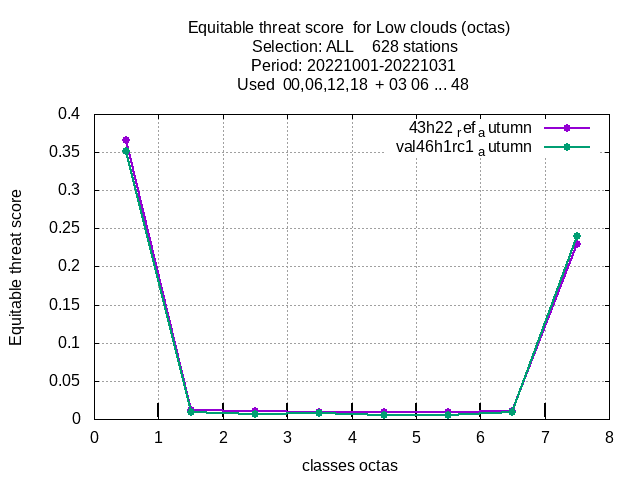 Equitable threat score  for Low clouds (octas)
Selection: ALL    628 stations
Period: 20221001-20221031
Used  00,06,12,18  + 03 06 ... 48
43h22 ref autumn
val46h1rc1 autumn
0.4
0.35
0.3
0.25
0.2
0.15
0.1
0.05
0
Equitable threat score
0 1 2 3 4 5 6 7 8
classes octas